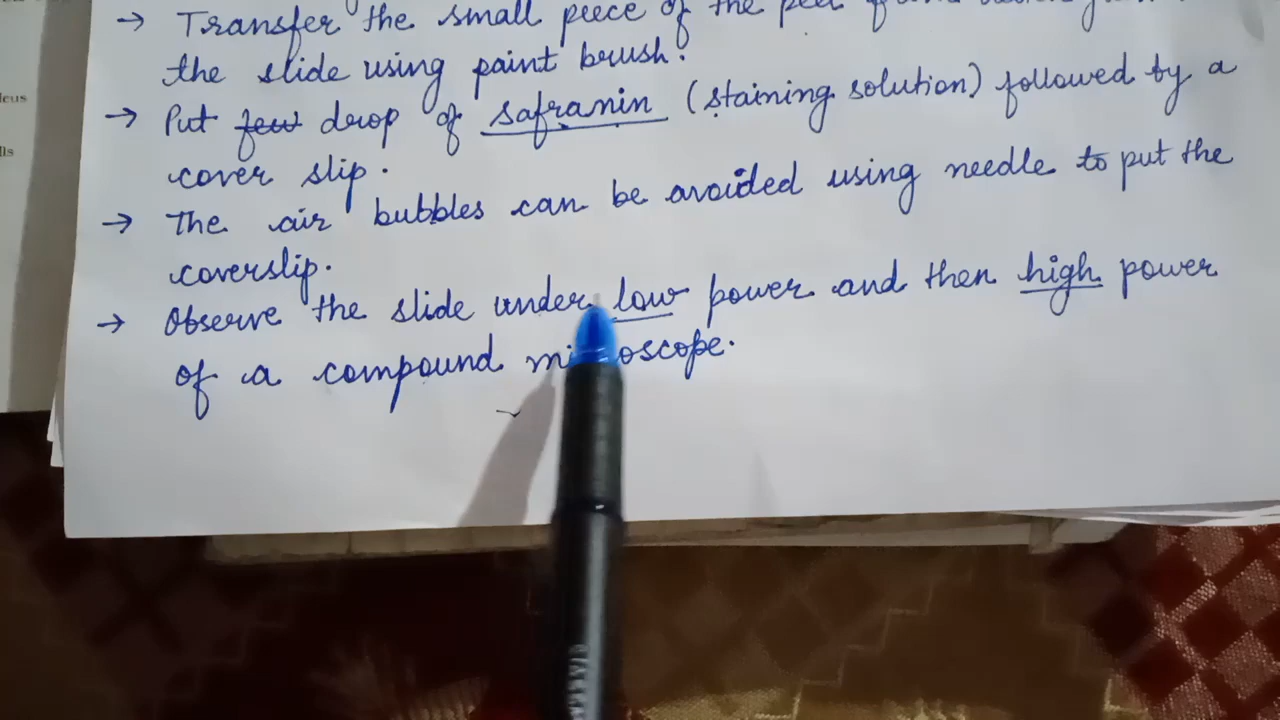 → Transfer the small piece of the peel
the slide using paint brush.
→ Put few drop of safranin (staining solution) followed by a
cover slip.
→ The air bubbles can be avoided using needle to put the
coverslip.
→ Observe the slide under low power and then high power
of a compound microscope.